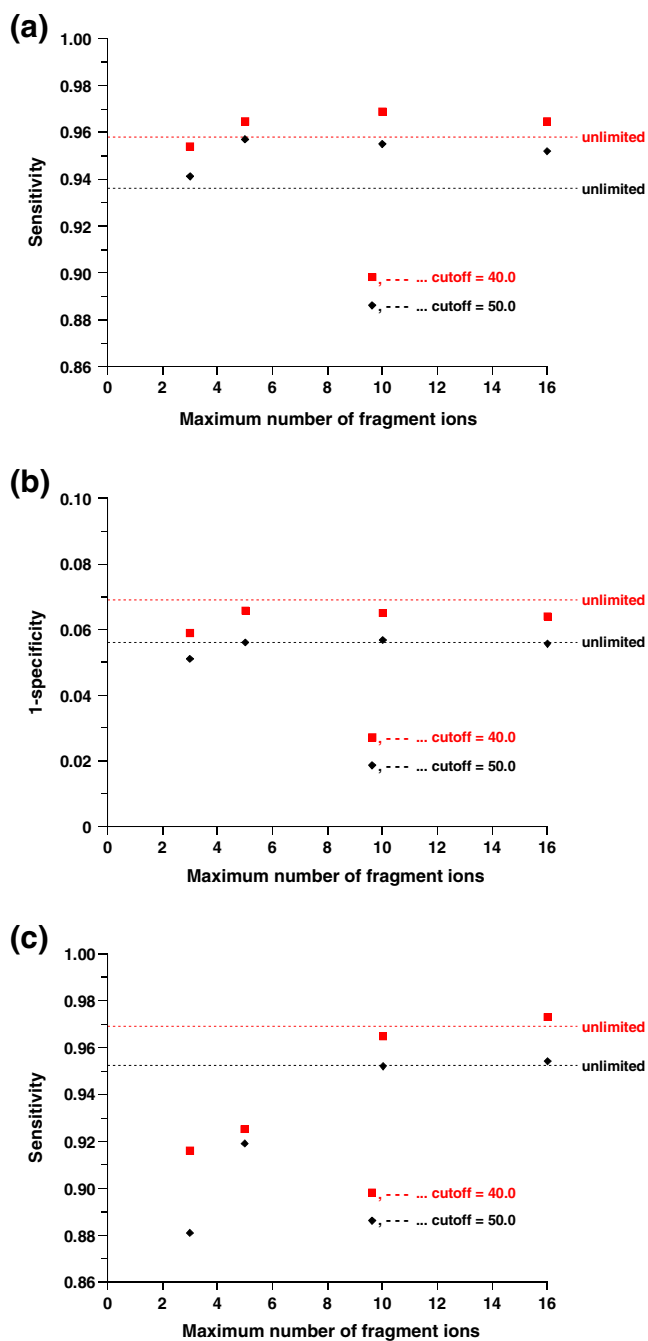 (a)
1.00
0.98
0.96
0.94
0.92
0.90
0.88
0.86
Sensitivity
unlimited
unlimited
, --- ... cutoff = 40.0
, --- ... cutoff = 50.0
0 2 4 6 8 10 12 14 16
Maximum number of fragment ions
(b)
0.10
0.08
0.06
0.04
0.02
0
1-specificity
unlimited
unlimited
, --- ... cutoff = 40.0
, --- ... cutoff = 50.0
0 2 4 6 8 10 12 14 16
Maximum number of fragment ions
(c)
1.00
0.98
0.96
0.94
0.92
0.90
0.88
0.86
Sensitivity
unlimited
unlimited
, --- ... cutoff = 40.0
, --- ... cutoff = 50.0
0 2 4 6 8 10 12 14 16
Maximum number of fragment ions